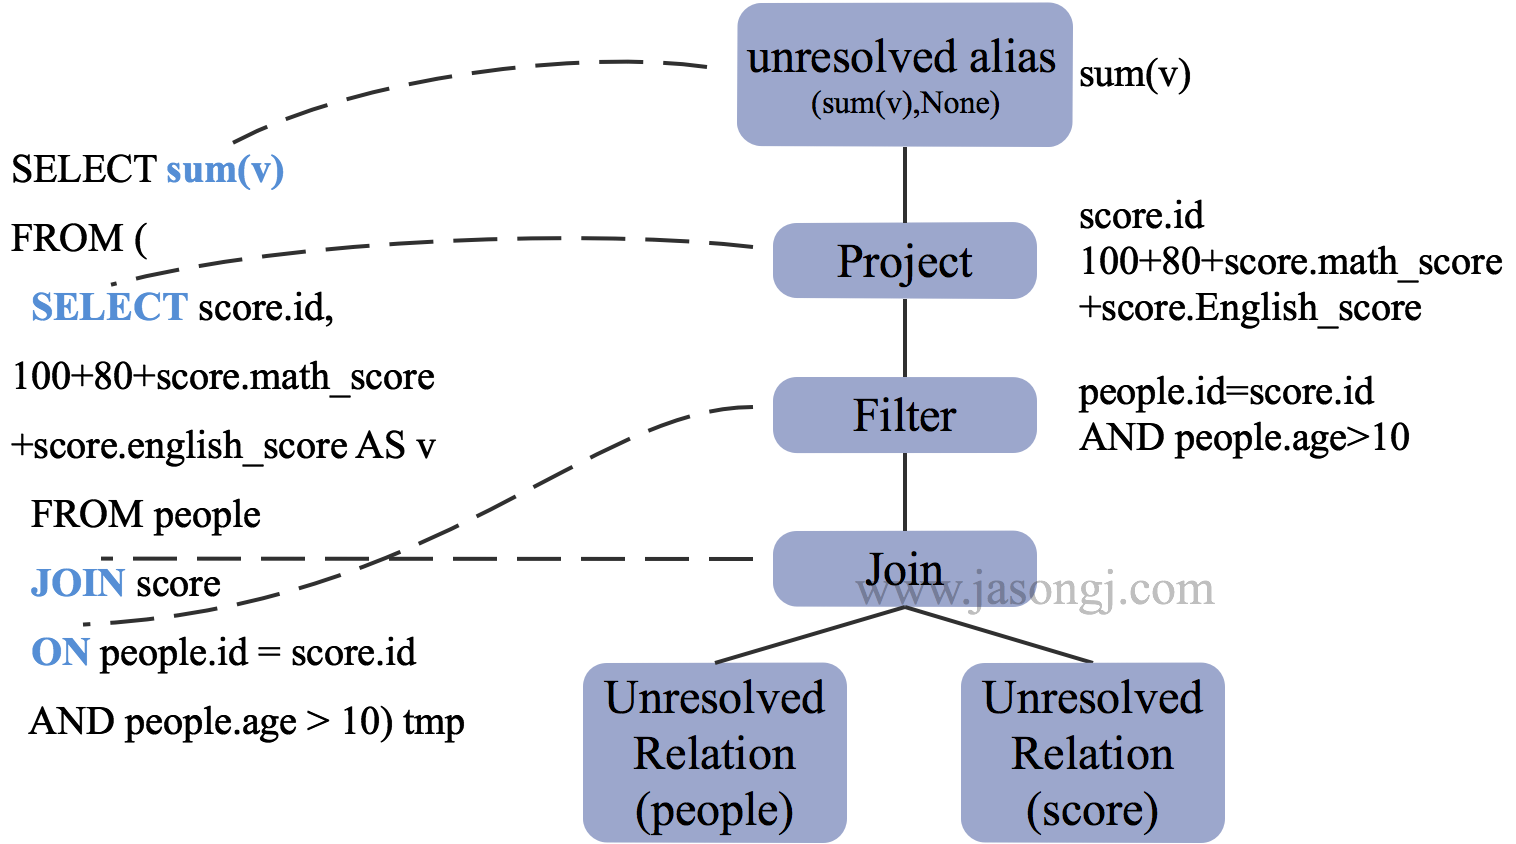 SELECT sum(v)
FROM (
SELECT score.id,
100+80+score.math_score
+score.english_score AS v
FROM people
JOIN score
ON people.id = score.id
AND people.age > 10) tmp
unresolved alias
(sum(v),None)
sum(v)
Project
score.id
100+80+score.math_score
+score.English_score
Filter
people.id=score.id
AND people.age>10
Join
www.jasongj.com
Unresolved
Relation
(people)
Unresolved
Relation
(score)